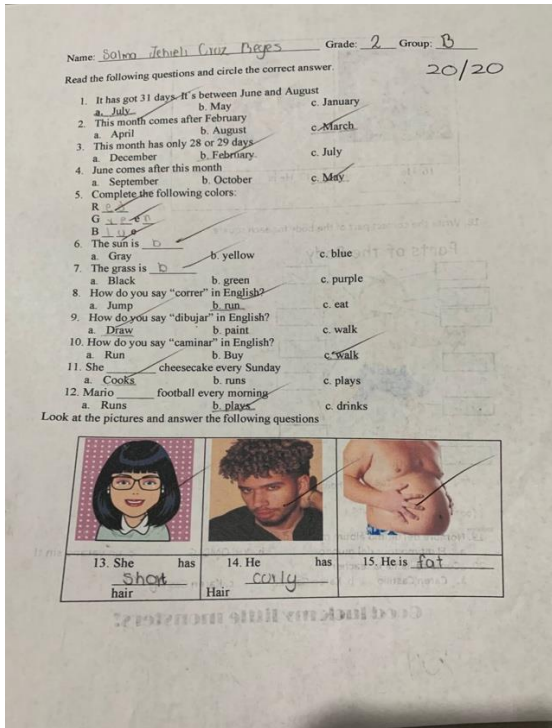 Name: Salma Jehieli Cruz Reyes Grade: 2 Group: B
20/20
Read the following questions and circle the correct answer.
1. It has got 31 days. It's between June and August
a. July b. May c. January
2. This month comes after February
a. April b. August c. March
3. This month has only 28 or 29 days
a. December b. February c. July
4. June comes after this month
a. September b. October c. May
5. Complete the following colors:
R e d
G r e e n
B l u e
6. The sun is b
a. Gray b. yellow c. blue
7. The grass is b
a. Black b. green c. purple
8. How do you say “correr” in English?
a. Jump b. run c. eat
9. How do you say “dibujar” in English?
a. Draw b. paint c. walk
10. How do you say “caminar” in English?
a. Run b. Buy c. walk
11. She ______ cheesecake every Sunday
a. Cooks b. runs c. plays
12. Mario ______ football every morning
a. Runs b. plays c. drinks
Look at the pictures and answer the following questions
13. She has short hair
14. He has curly Hair
15. He is fat